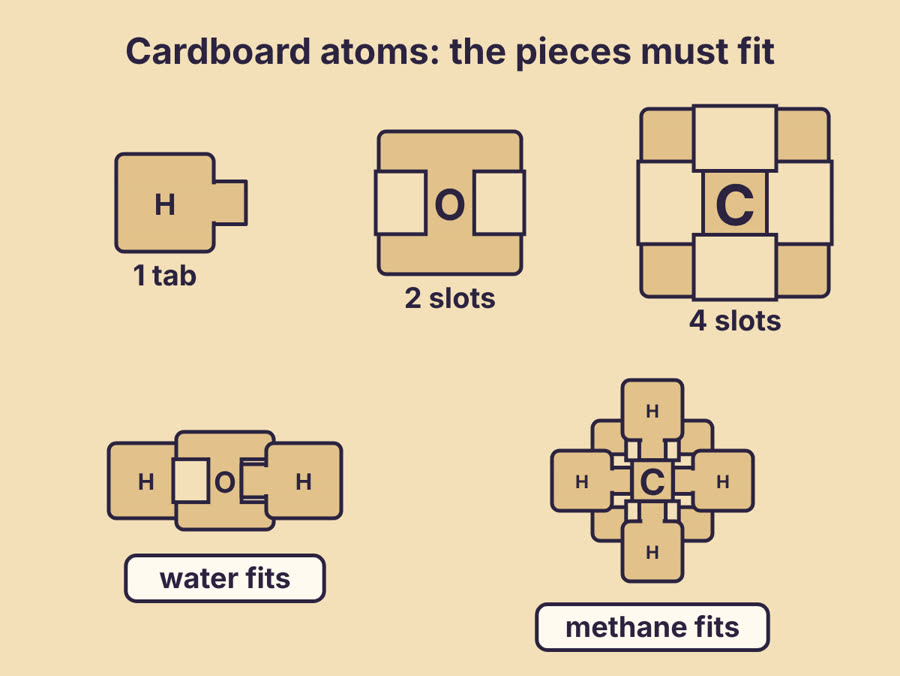 Cardboard atoms: the pieces must fit
H
O
C
1 tab
2 slots
4 slots
H
H O H
H C H
H
water fits
methane fits